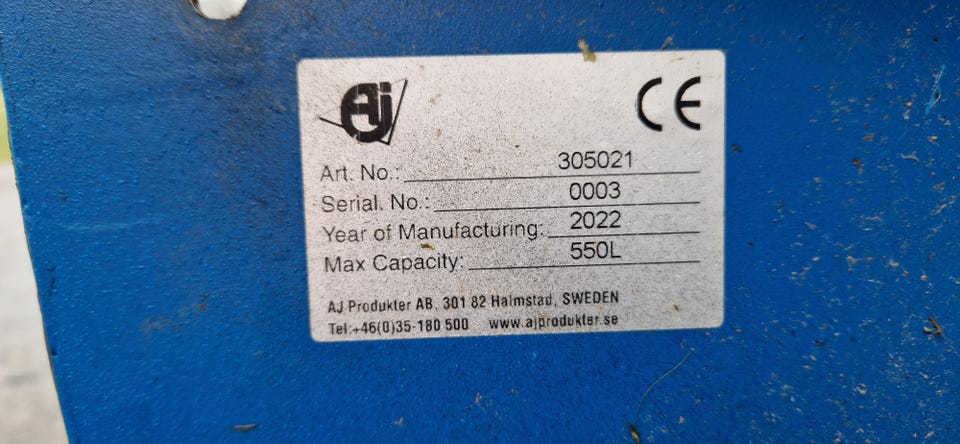 Aj
CE
Art. No.: 305021
Serial. No.: 0003
Year of Manufacturing: 2022
Max Capacity: 550L
AJ Produkter AB, 301 82 Halmstad, SWEDEN
Tel:+46(0)35-180 500 www.ajprodukter.se